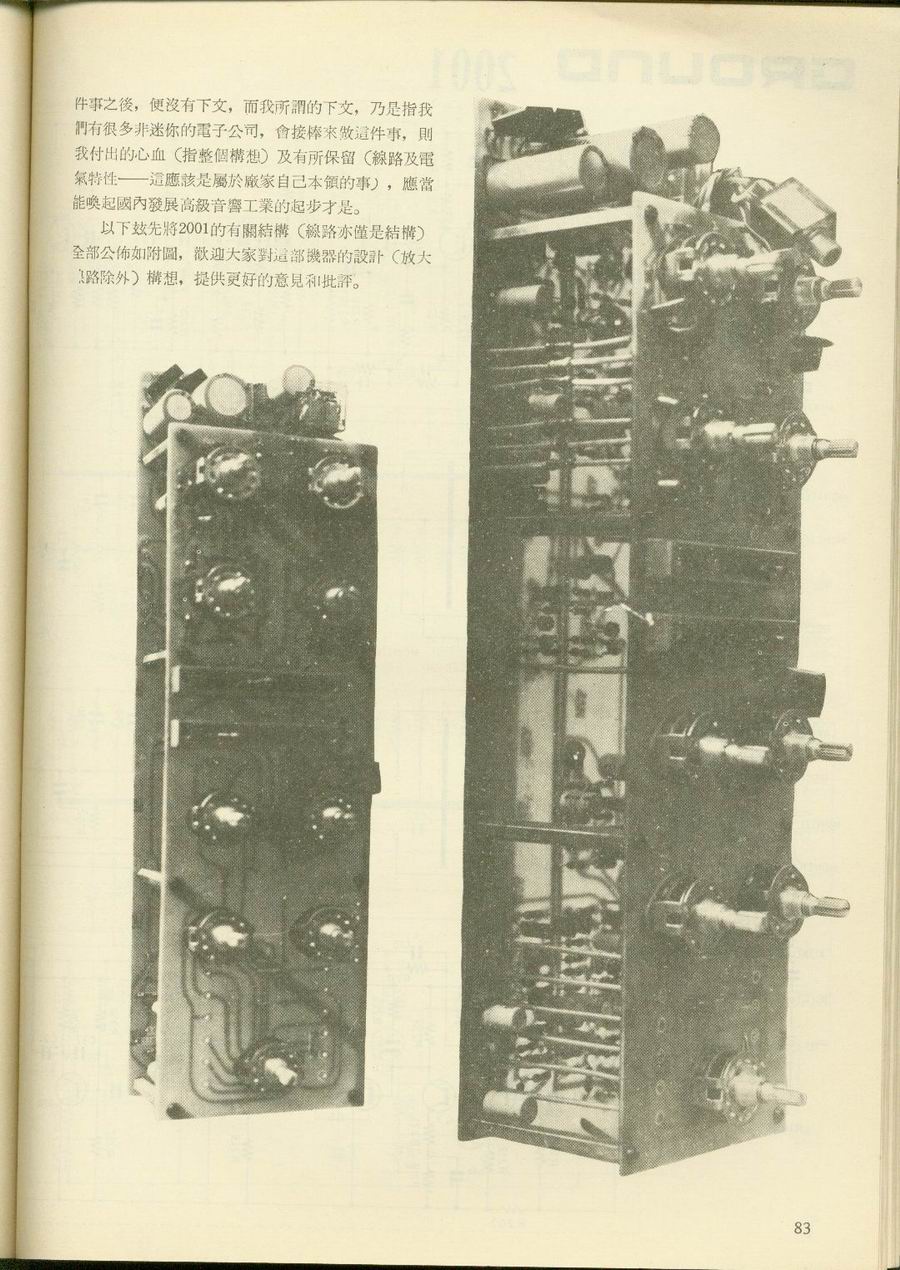 件事之後，便沒有下文，而我所謂的下文，乃是指我
們有很多非迷你的電子公司，會接棒來做這件事，則
我付出的心血（指整個構想）及有所保留（線路及電
氣特性——這應該是屬於廠家自己本領的事），應當
能喚起國內發展高級音響工業的起步才是。
以下玆先將2001的有關結構（線路亦僅是結構）
全部公佈如附圖，歡迎大家對這部機器的設計（放大
路除外）構想，提供更好的意見和批評。
GROUND 2001
83